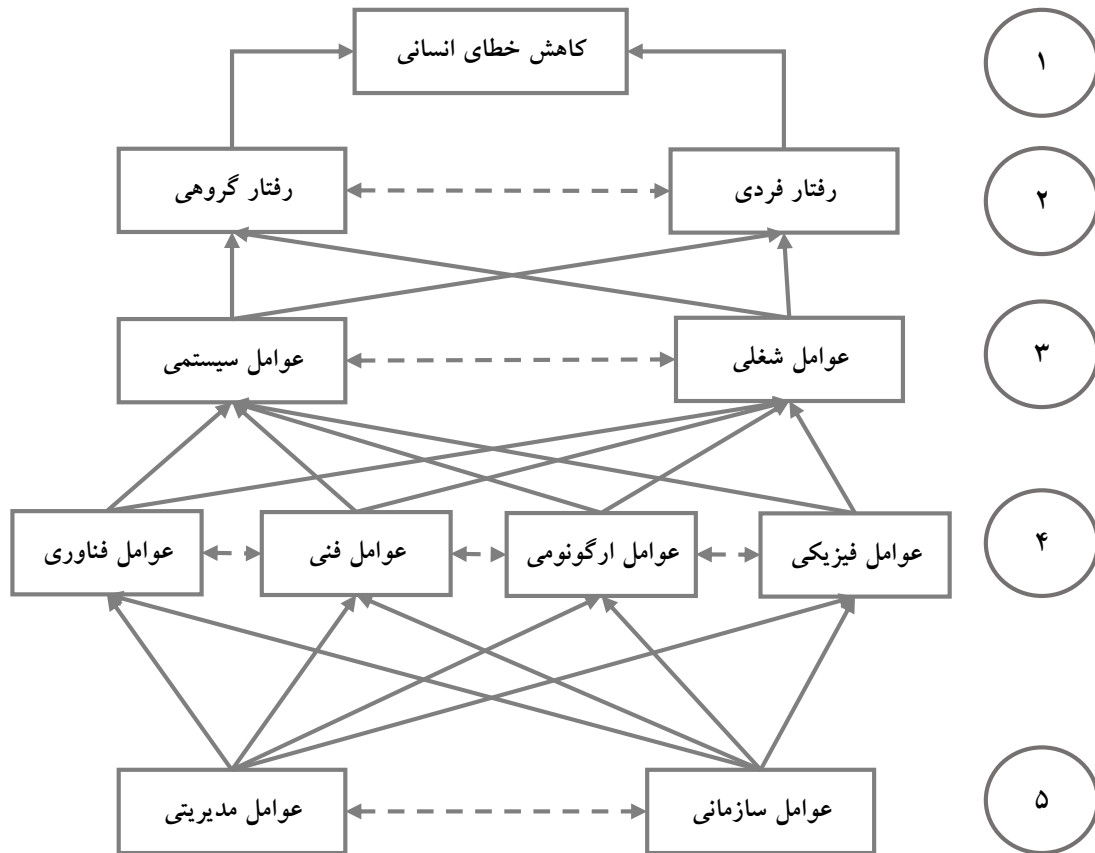 کاهش خطای انسانی
۱
رفتار فردی
رفتار گروهی
۲
عوامل شغلی
عوامل سیستمی
۳
عوامل فیزیکی
عوامل ارگونومی
عوامل فنی
عوامل فناوری
۴
عوامل سازمانی
عوامل مدیریتی
۵